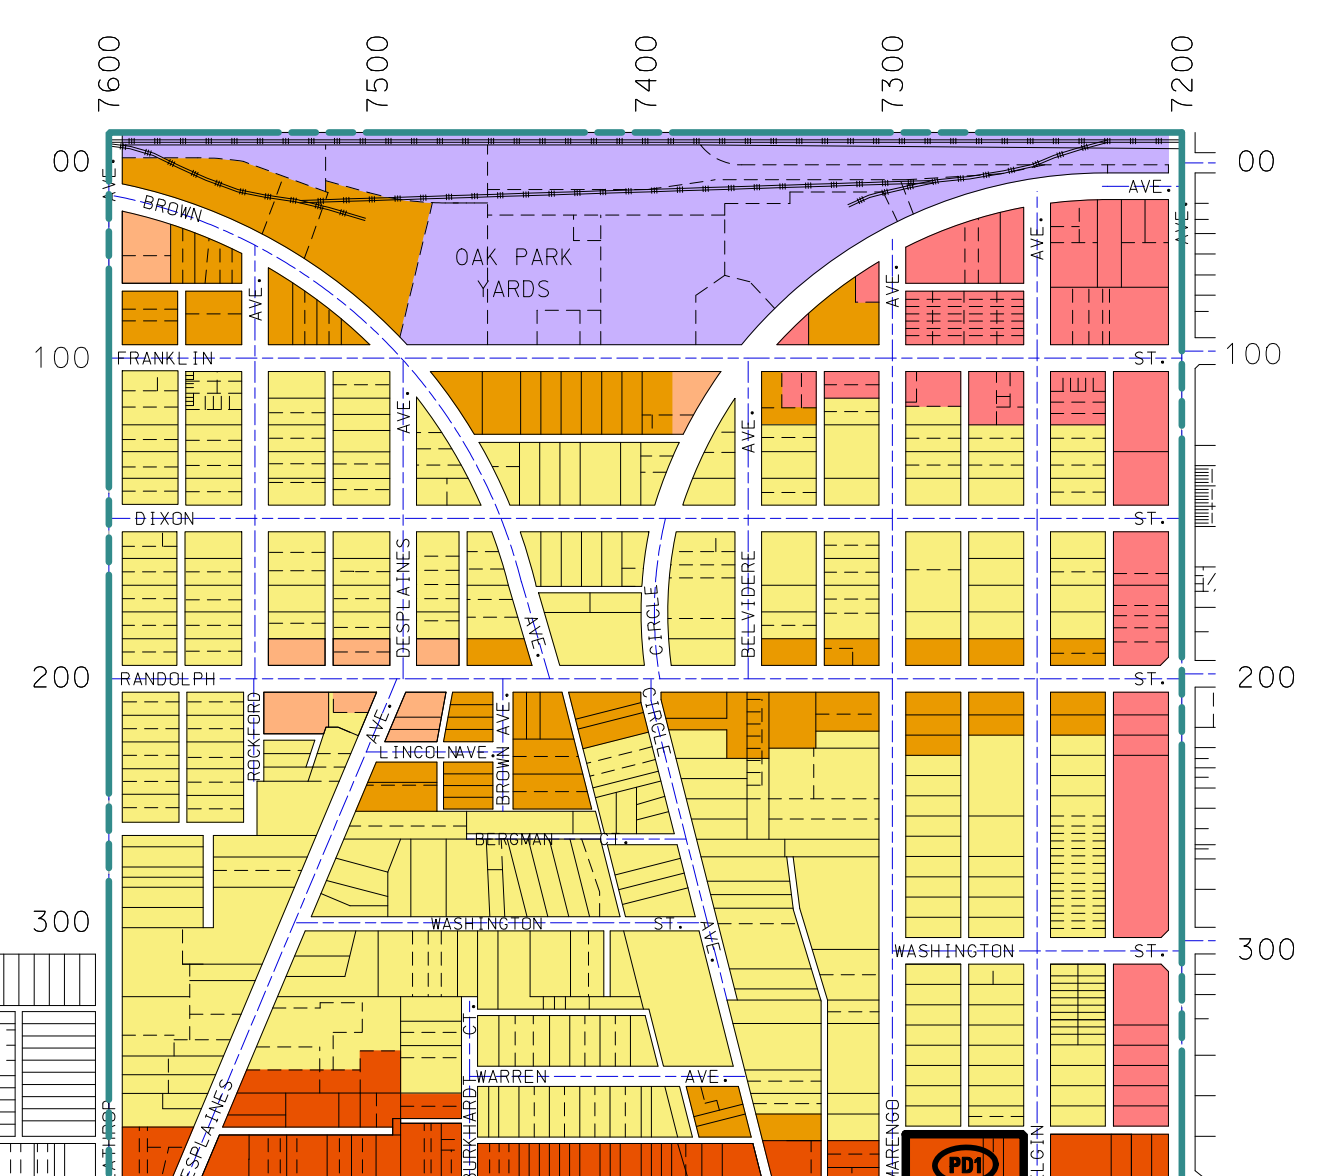 7600
7500
7400
7300
7200
00
00
AVE.
AVE.
BROWN
AVE.
AVE.
OAK PARK
YARDS
AVE.
AVE.
100
FRANKLIN
ST.
100
AVE.
AVE.
DIXON
ST.
DESPLAINES
AVE.
CIRCLE
BELVIDERE
200
RANDOLPH
ST.
200
ROCKFORD
AVE.
LINCOLN AVE.
BROWN AVE.
CIRCLE
BERGMAN CT.
300
WASHINGTON ST.
AVE.
WASHINGTON
ST.
300
CT.
WARREN AVE.
BURKHARDT
PD1